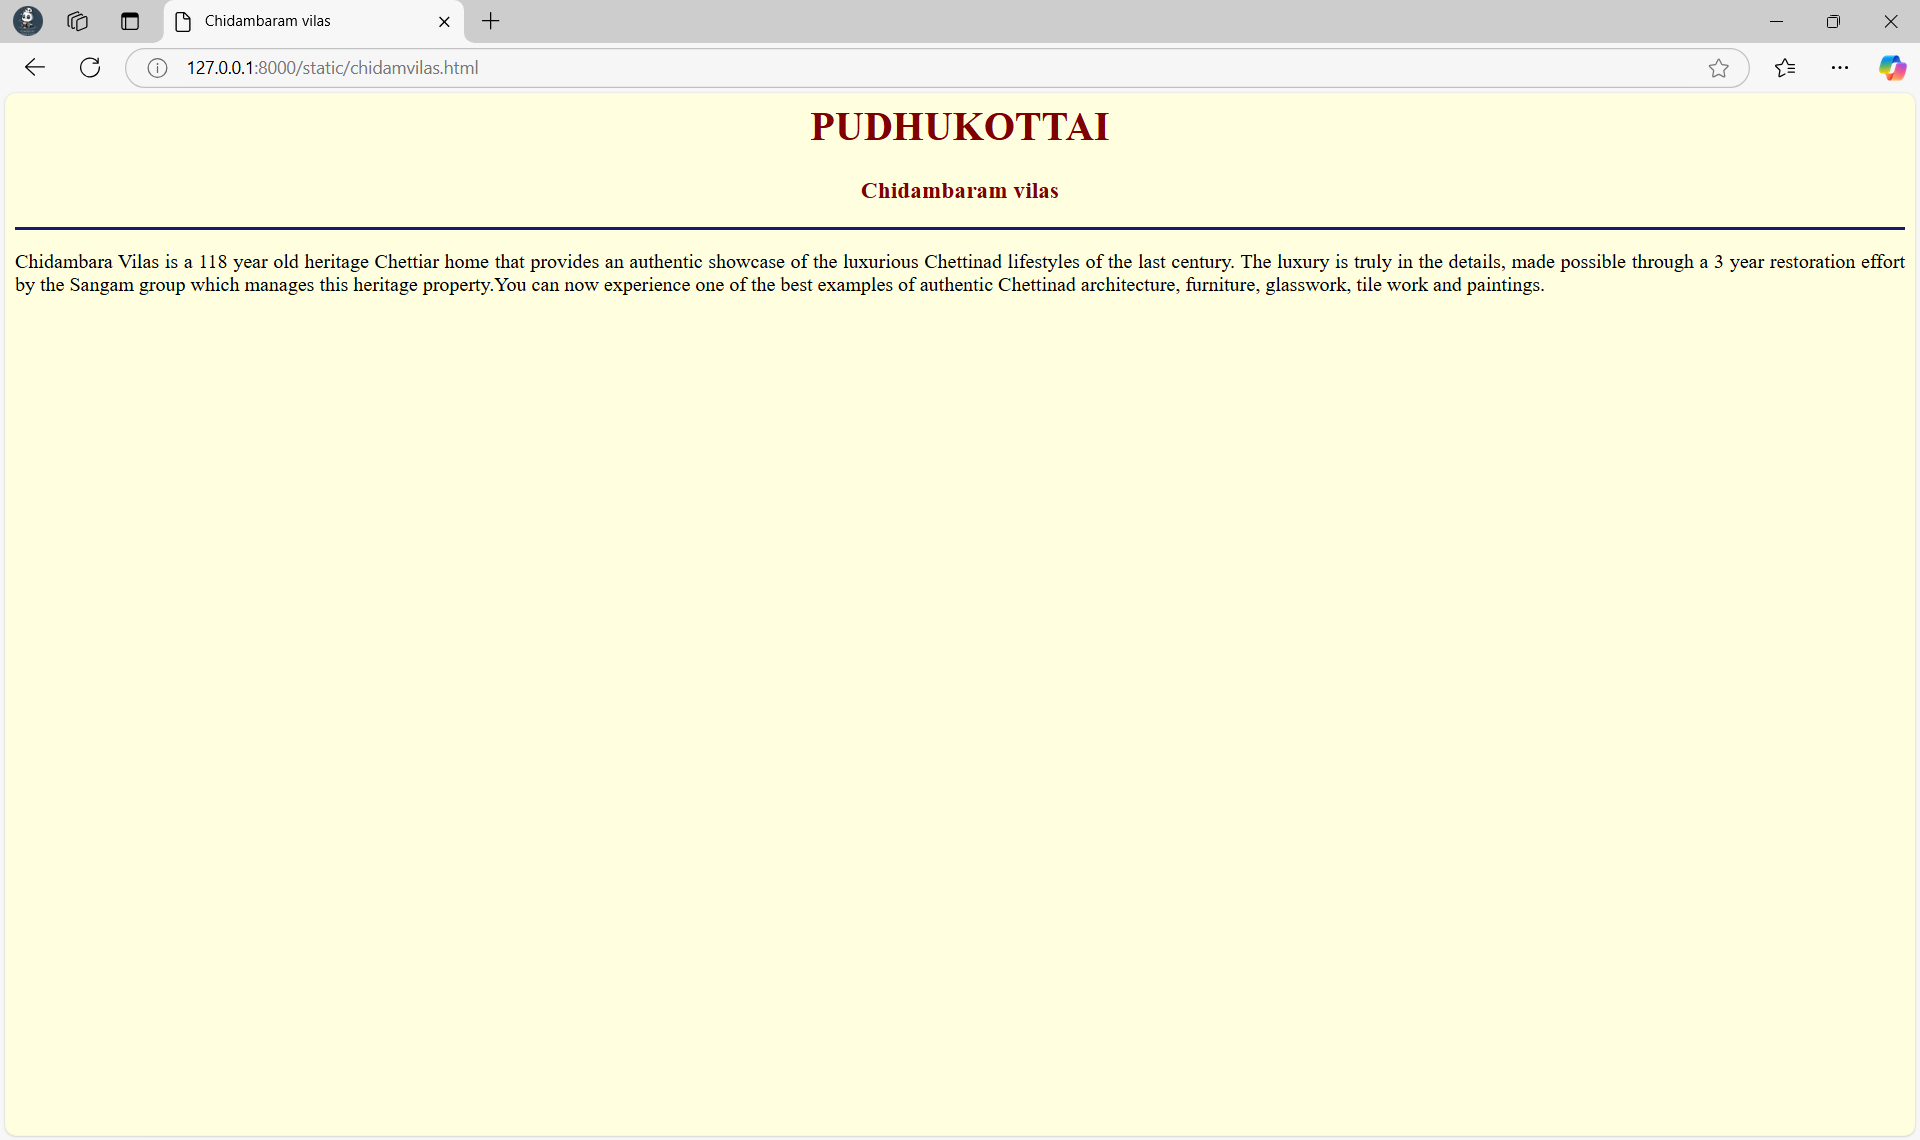 Chidambaram vilas
127.0.0.1:8000/static/chidamvilas.html
PUDHUKOTTAI
Chidambaram vilas
Chidambara Vilas is a 118 year old heritage Chettiar home that provides an authentic showcase of the luxurious Chettinad lifestyles of the last century. The luxury is truly in the details, made possible through a 3 year restoration effort
by the Sangam group which manages this heritage property.You can now experience one of the best examples of authentic Chettinad architecture, furniture, glasswork, tile work and paintings.